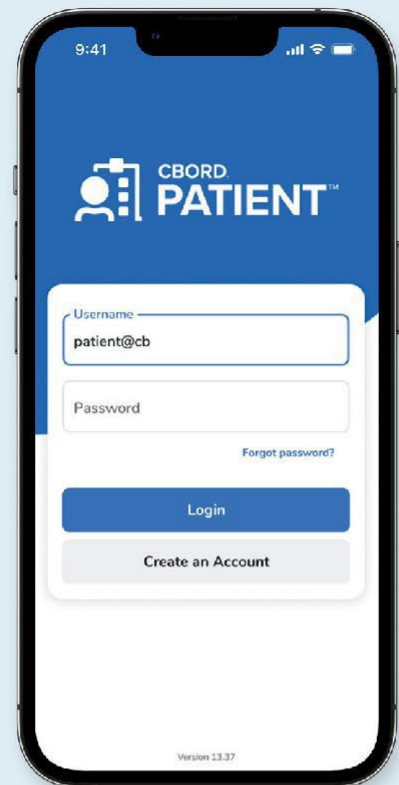 9:41
CBORD.
PATIENT™
Username
patient@cb
Password
Forgot password?
Login
Create an Account
Version 13.37